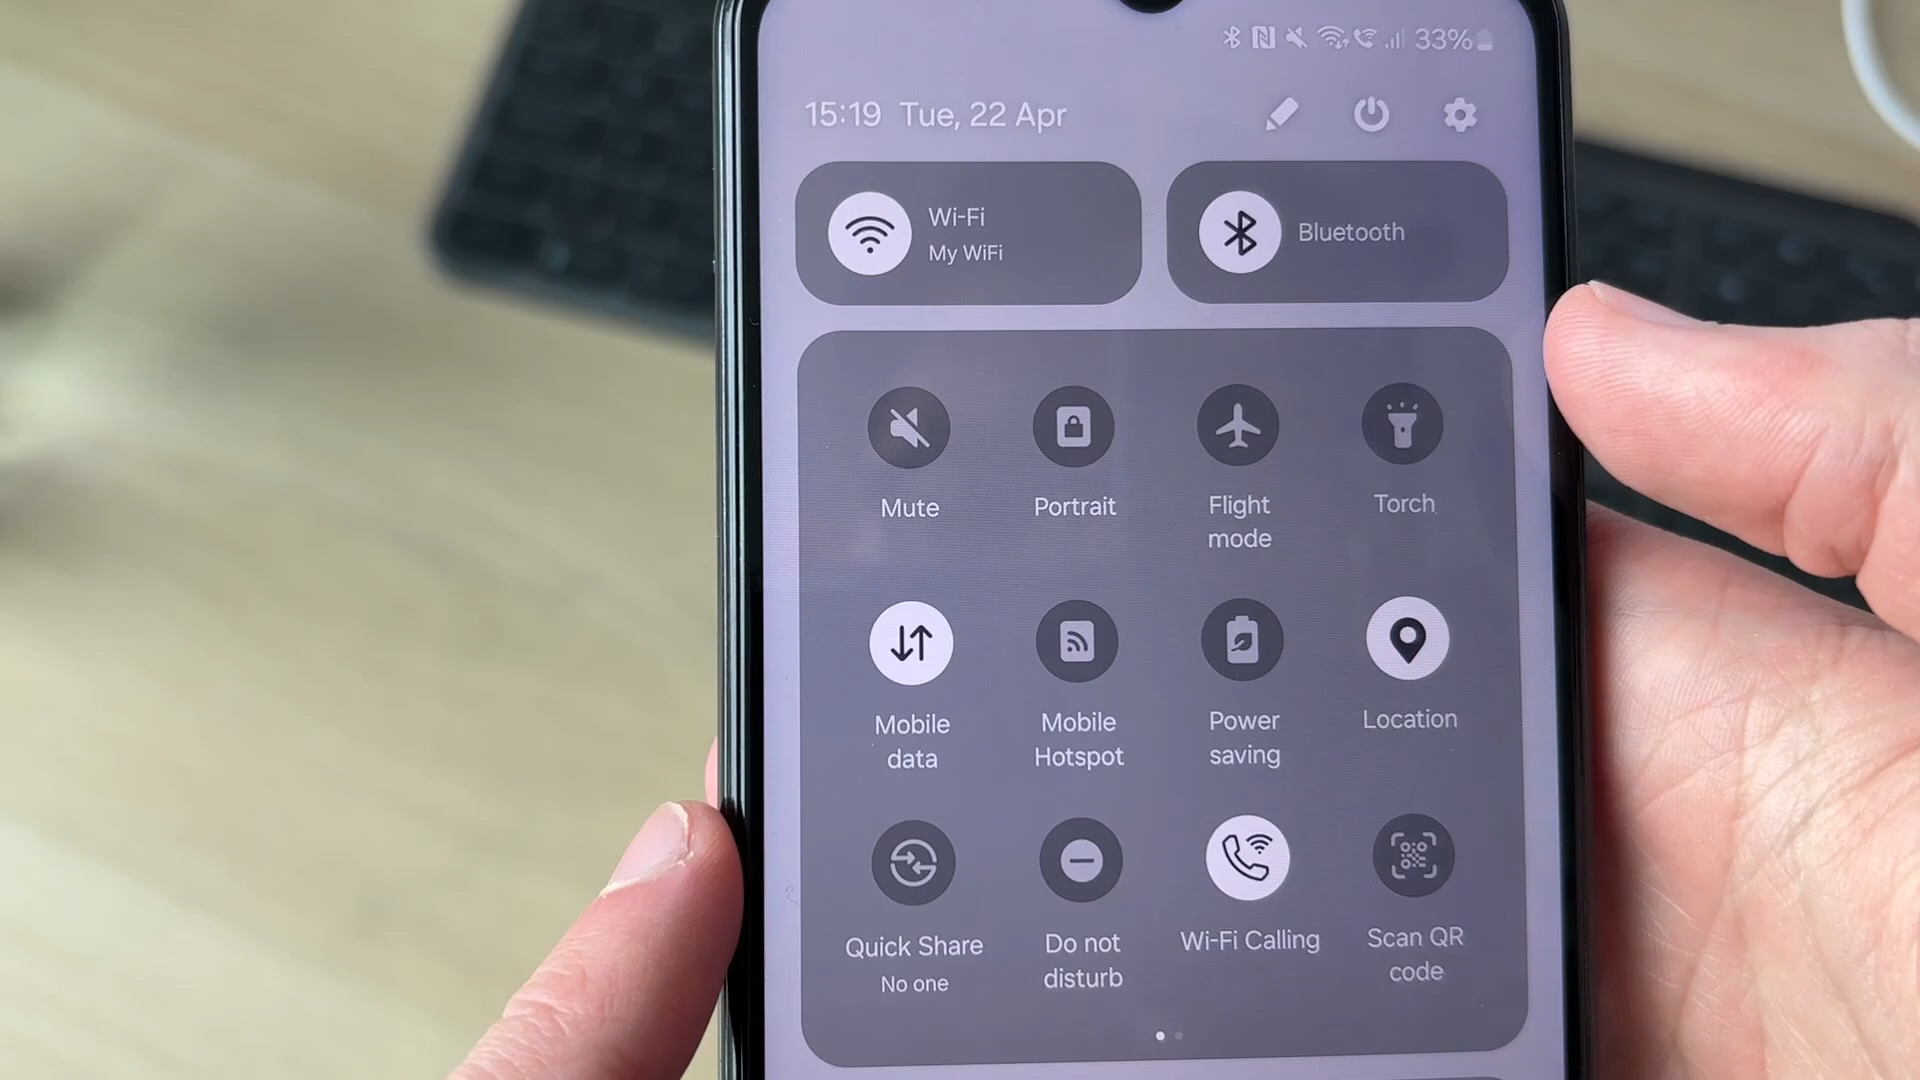 33%
15:19 Tue, 22 Apr
Wi-Fi
My WiFi
Bluetooth
Mute
Portrait
Flight
mode
Torch
Mobile
data
Mobile
Hotspot
Power
saving
Location
Quick Share
No one
Do not
disturb
Wi-Fi Calling
Scan QR
code